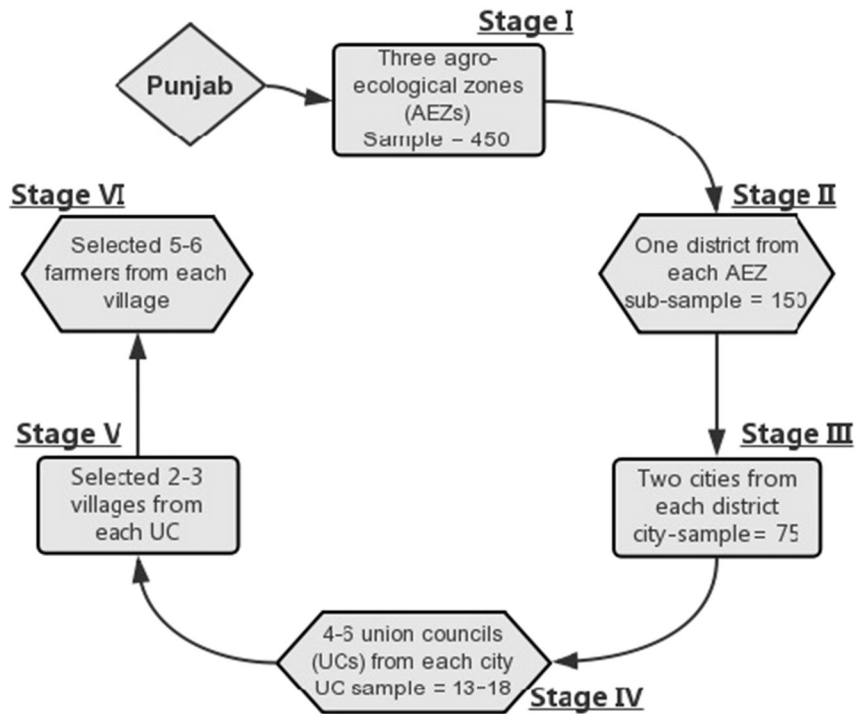 Punjab
Stage I
Three agro-
ecological zones
(AEZs)
Sample – 450
Stage II
One district from
each AEZ
sub-sample = 150
Stage III
Two cities from
each district
city-sample= 75
4-6 union councils
(UCs) from each city
UC sample = 13-18
Stage IV
Stage V
Selected 2-3
villages from
each UC
Stage VI
Selected 5-6
farmers from each
village